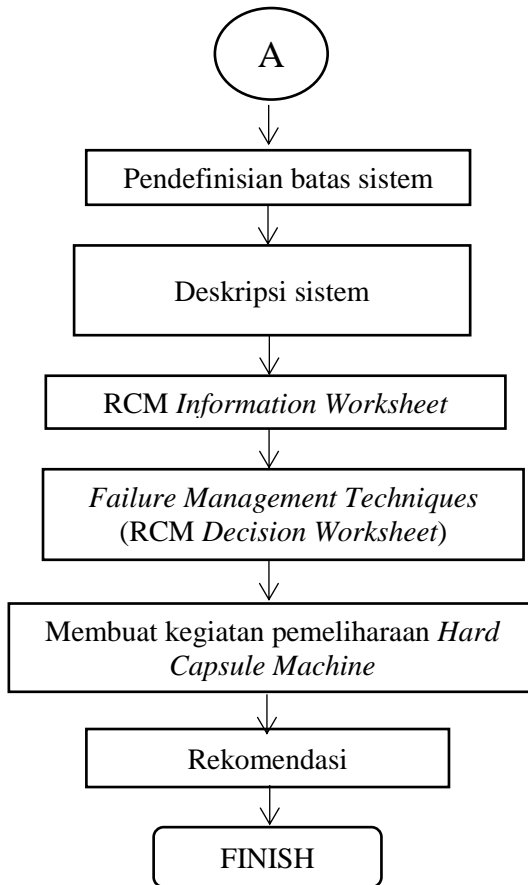 A
Pendefinisian batas sistem
Deskripsi sistem
RCM Information Worksheet
Failure Management Techniques
(RCM Decision Worksheet)
Membuat kegiatan pemeliharaan Hard
Capsule Machine
Rekomendasi
FINISH